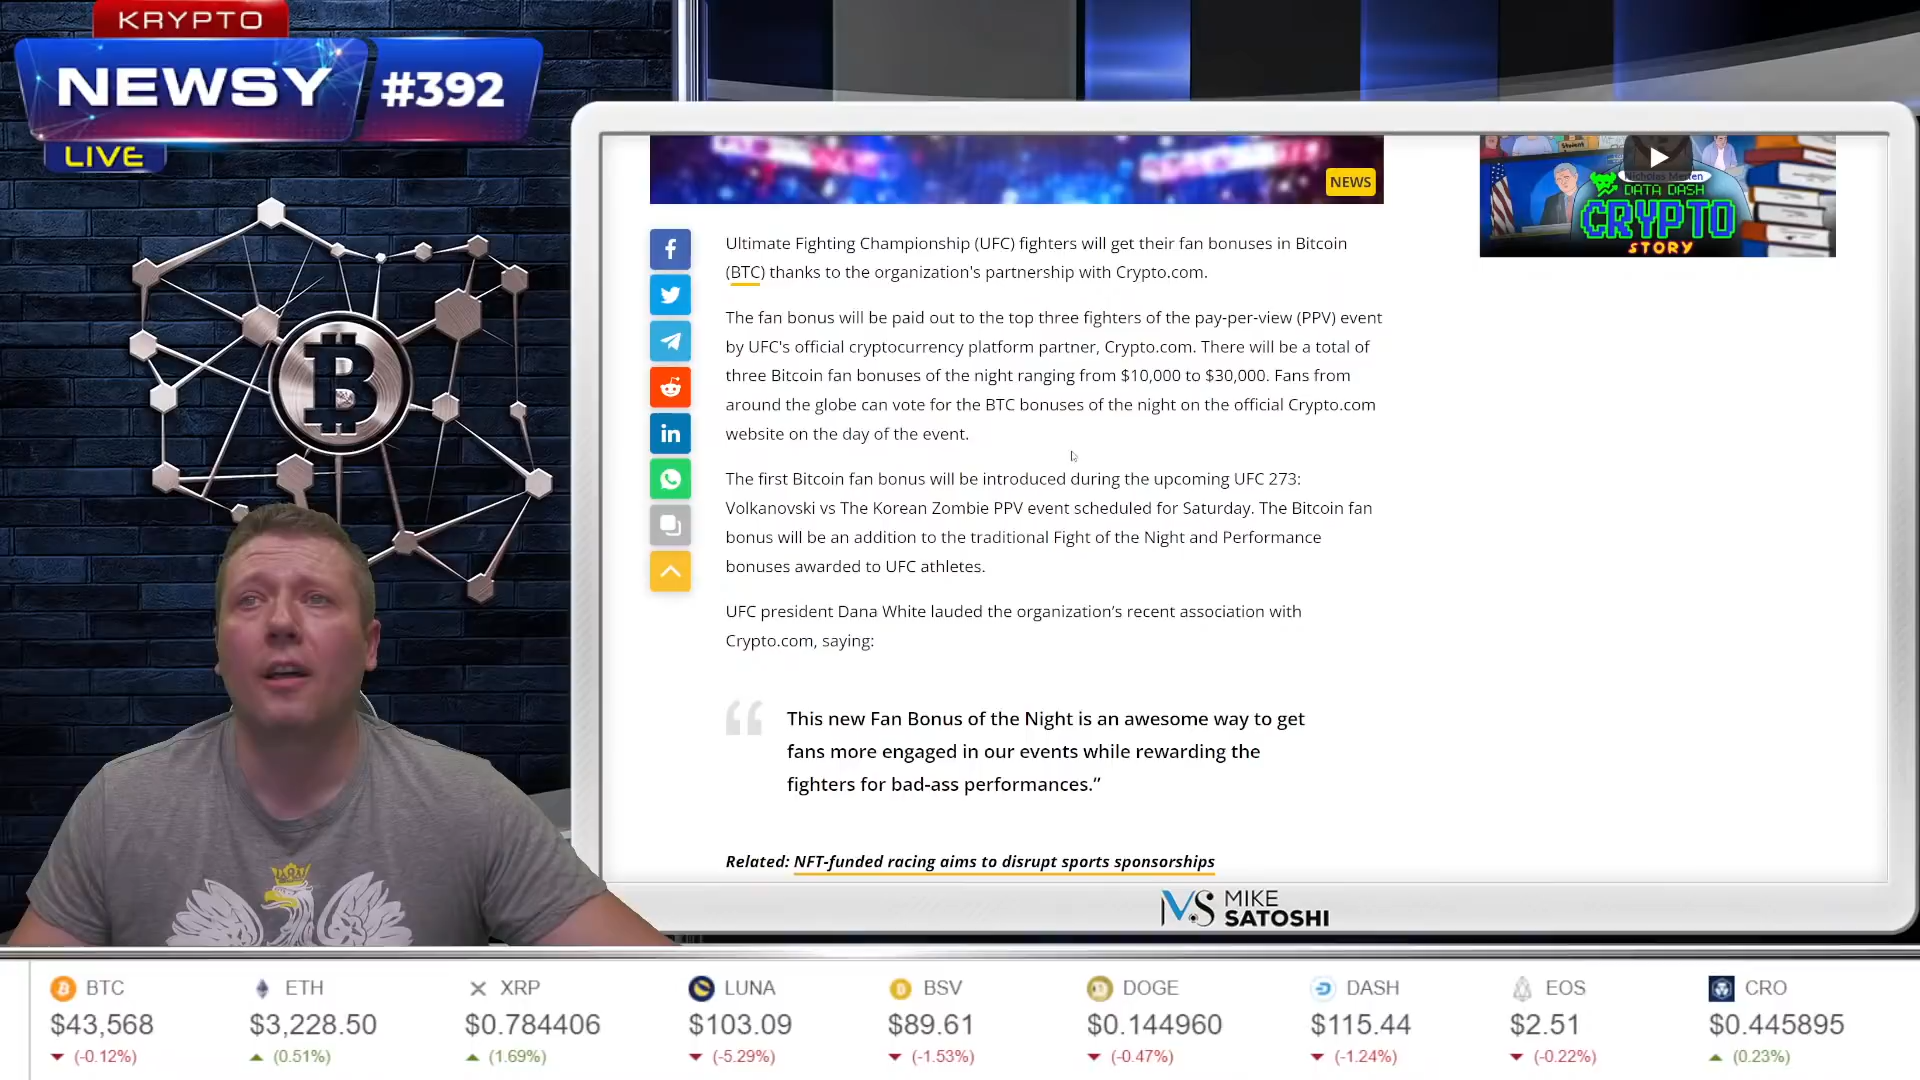 KRYPTO
NEWSY #392
LIVE
NEWS
Nicholas Merten
DATA DASH
CRYPTO
STORY
Ultimate Fighting Championship (UFC) fighters will get their fan bonuses in Bitcoin
(BTC) thanks to the organization's partnership with Crypto.com.
The fan bonus will be paid out to the top three fighters of the pay-per-view (PPV) event
by UFC's official cryptocurrency platform partner, Crypto.com. There will be a total of
three Bitcoin fan bonuses of the night ranging from $10,000 to $30,000. Fans from
around the globe can vote for the BTC bonuses of the night on the official Crypto.com
website on the day of the event.
The first Bitcoin fan bonus will be introduced during the upcoming UFC 273:
Volkanovski vs The Korean Zombie PPV event scheduled for Saturday. The Bitcoin fan
bonus will be an addition to the traditional Fight of the Night and Performance
bonuses awarded to UFC athletes.
UFC president Dana White lauded the organization’s recent association with
Crypto.com, saying:
This new Fan Bonus of the Night is an awesome way to get
fans more engaged in our events while rewarding the
fighters for bad-ass performances.”
Related: NFT-funded racing aims to disrupt sports sponsorships
MS MIKE
SATOSHI
BTC ETH XRP LUNA BSV DOGE DASH EOS CRO
$43,568 $3,228.50 $0.784406 $103.09 $89.61 $0.144960 $115.44 $2.51 $0.445895
(-0.12%) (0.51%) (1.69%) (-5.29%) (-1.53%) (-0.47%) (-1.24%) (-0.22%) (0.23%)